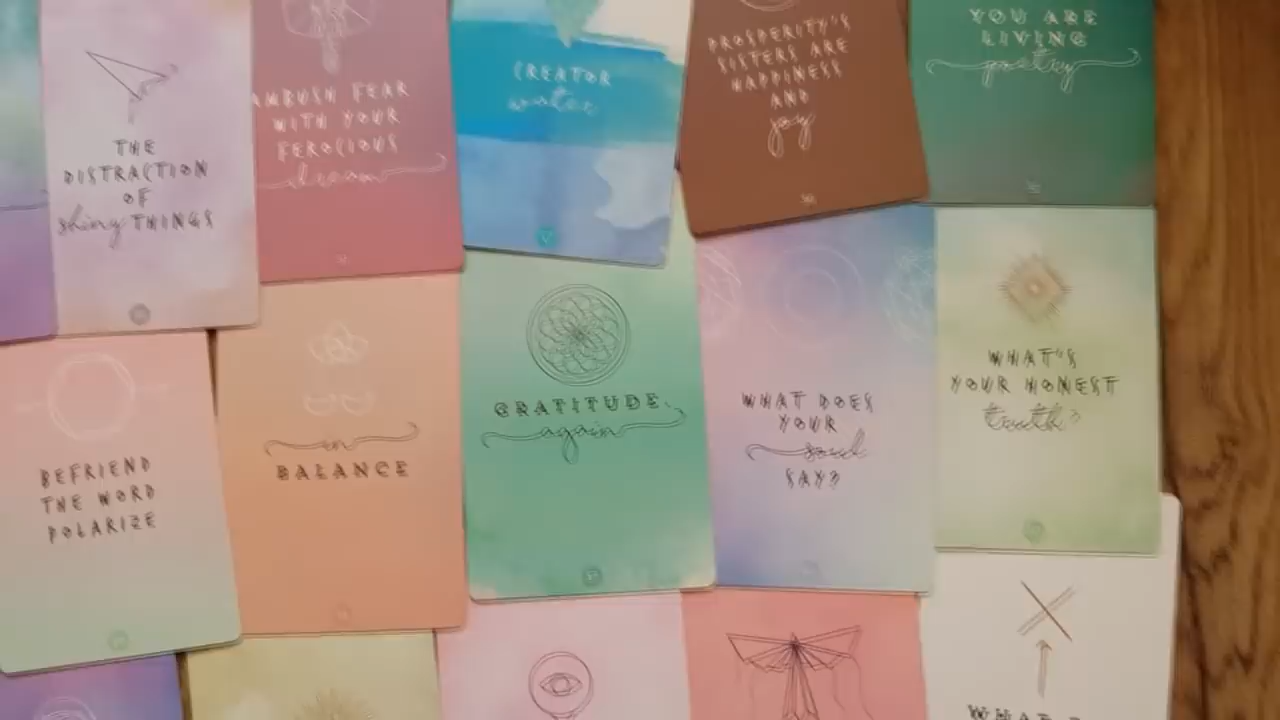 THE
DISTRACTION
OF
shiny THINGS
AMBUSH FEAR
WITH YOUR
FEROCIOUS
dream
CREATOR
water
PROSPERITY'S
SISTERS ARE
HAPPINESS
AND
joy
YOU ARE
LIVING
poetry
BEFRIEND
THE WORD
POLARIZE
in
BALANCE
GRATITUDE,
again
WHAT DOES
YOUR
soul
SAY?
WHAT'S
YOUR HONEST
truth?